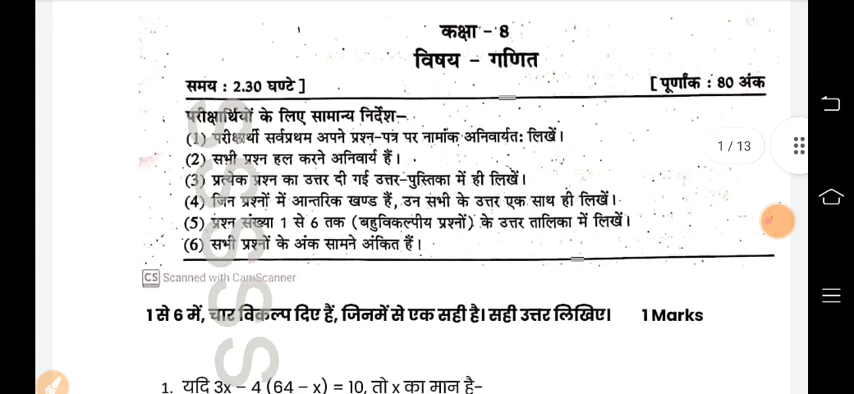 कक्षा - 8
विषय - गणित
समय : 2.30 घण्टे ] [ पूर्णांक : 80 अंक
परीक्षार्थियों के लिए सामान्य निर्देश–
(1) परीक्षार्थी सर्वप्रथम अपने प्रश्न-पत्र पर नामांक अनिवार्यत: लिखें।
1 / 13
(2) सभी प्रश्न हल करने अनिवार्य हैं।
(3) प्रत्येक प्रश्न का उत्तर दी गई उत्तर-पुस्तिका में ही लिखें।
(4) जिन प्रश्नों में आन्तरिक खण्ड हैं, उन सभी के उत्तर एक साथ ही लिखें।
(5) प्रश्न संख्या 1 से 6 तक (बहुविकल्पीय प्रश्नों) के उत्तर तालिका में लिखें।
(6) सभी प्रश्नों के अंक सामने अंकित हैं।
CS Scanned with CamScanner
SSSS
1 से 6 में, चार विकल्प दिए हैं, जिनमें से एक सही है। सही उत्तर लिखिए। 1 Marks
1. यदि 3x – 4 (64 – x) = 10, तो x का मान है–